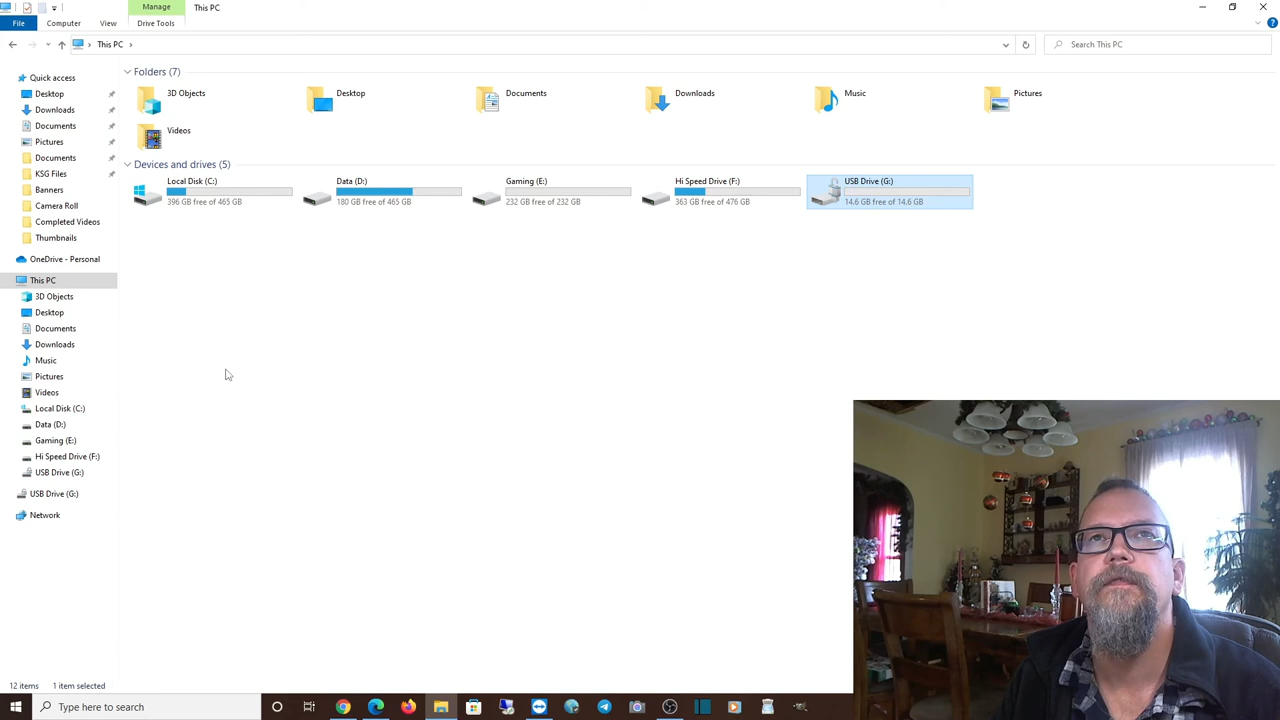 Manage
This PC
File
Computer
View
Drive Tools
This PC
Search This PC
Quick access
Desktop
Downloads
Documents
Pictures
Documents
KSG Files
Banners
Camera Roll
Completed Videos
Thumbnails
OneDrive - Personal
This PC
3D Objects
Desktop
Documents
Downloads
Music
Pictures
Videos
Local Disk (C:)
Data (D:)
Gaming (E:)
Hi Speed Drive (F:)
USB Drive (G:)
USB Drive (G:)
Network
Folders (7)
3D Objects
Desktop
Documents
Downloads
Music
Pictures
Videos
Devices and drives (5)
Local Disk (C:)
396 GB free of 465 GB
Data (D:)
180 GB free of 465 GB
Gaming (E:)
232 GB free of 232 GB
Hi Speed Drive (F:)
363 GB free of 476 GB
USB Drive (G:)
14.6 GB free of 14.6 GB
12 items
1 item selected
Type here to search